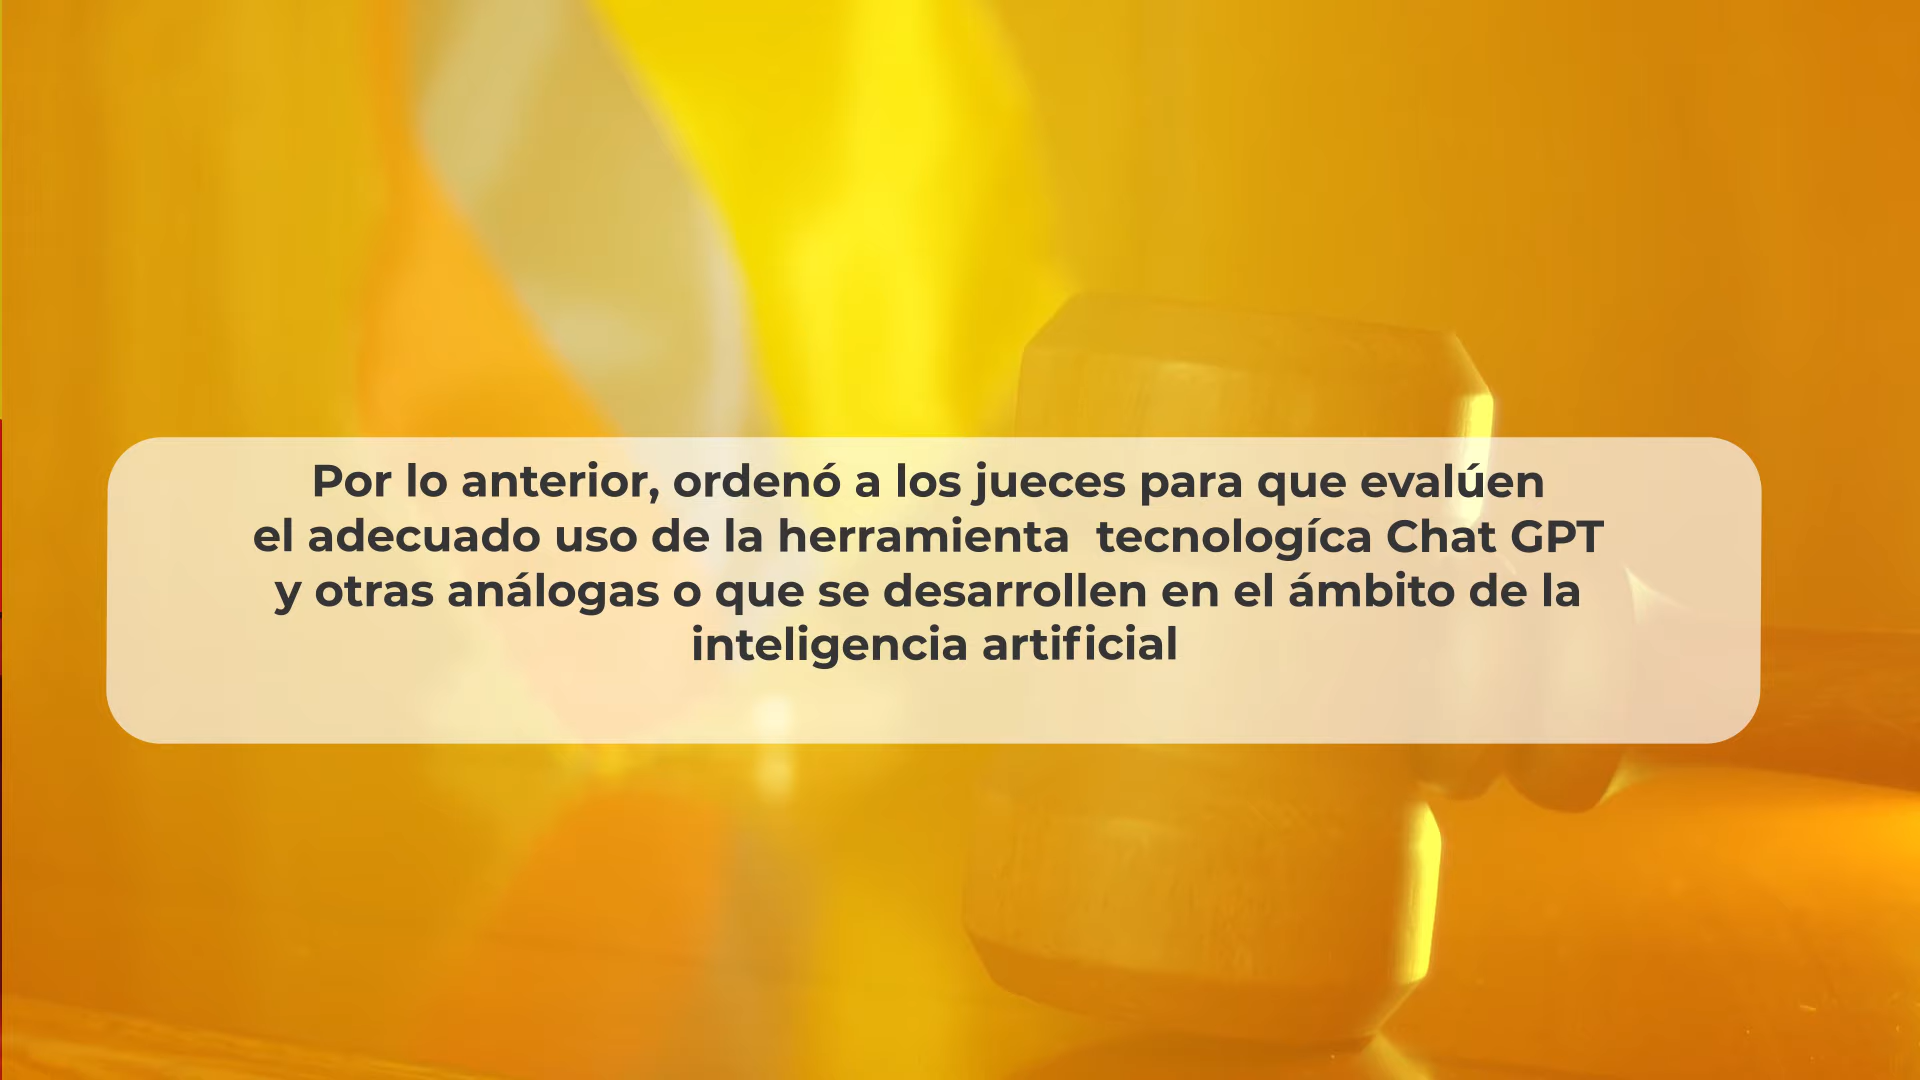 Por lo anterior, ordenó a los jueces para que evalúen
el adecuado uso de la herramienta  tecnologíca Chat GPT
y otras análogas o que se desarrollen en el ámbito de la
inteligencia artificial